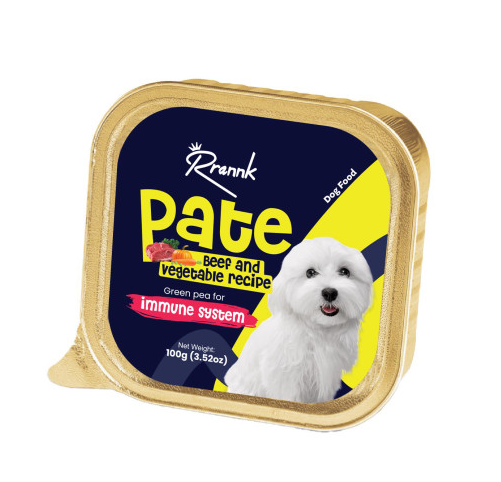 Rrannk
Dog Food
Pate
Beef and
vegetable recipe
Green pea for
immune system
Net Weight:
100g (3.52oz)